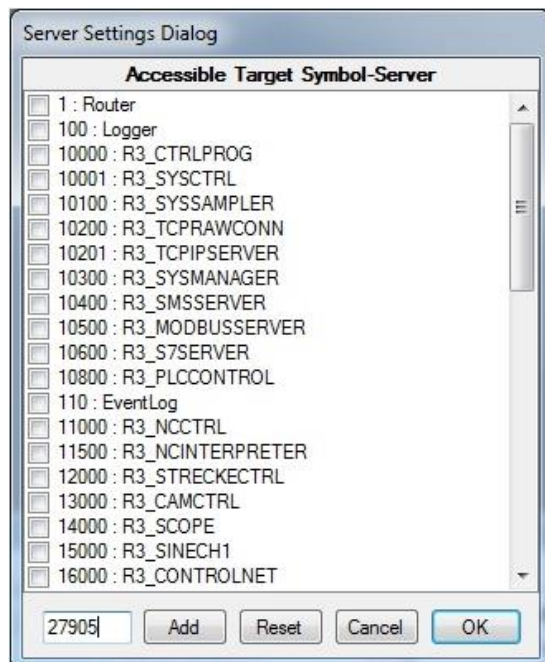 Server Settings Dialog
Accessible Target Symbol-Server
1 : Router
100 : Logger
10000 : R3_CTRLPROG
10001 : R3_SYSCTRL
10100 : R3_SYSSAMPLER
10200 : R3_TCPRAWCONN
10201 : R3_TCPIPSERVER
10300 : R3_SYSMANAGER
10400 : R3_SMSSERVER
10500 : R3_MODBUSSERVER
10600 : R3_S7SERVER
10800 : R3_PLCCONTROL
110 : EventLog
11000 : R3_NCCTRL
11500 : R3_NCINTERPRETER
12000 : R3_STRECKECTRL
13000 : R3_CAMCTRL
14000 : R3_SCOPE
15000 : R3_SINECH1
16000 : R3_CONTROLNET
27905 Add Reset Cancel OK